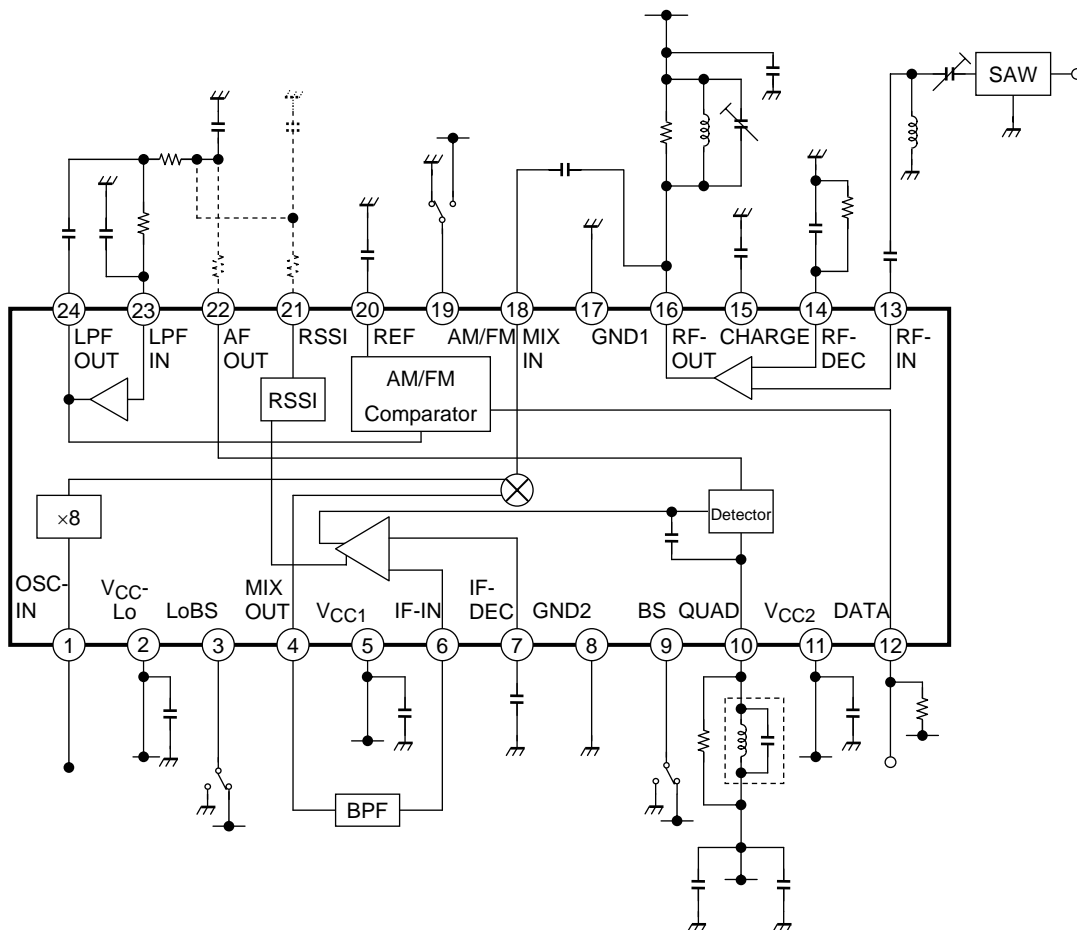 SAW
24 23 22 21 20 19 18 17 16 15 14 13
LPF OUT
LPF IN
AF OUT
RSSI
REF
AM/FM
MIX IN
GND1
RF-OUT
CHARGE
RF-DEC
RF-IN
RSSI
AM/FM
Comparator
×8
Detector
OSC-IN
VCC-Lo
LoBS
MIX OUT
VCC1
IF-IN
IF-DEC
GND2
BS
QUAD
VCC2
DATA
1 2 3 4 5 6 7 8 9 10 11 12
BPF